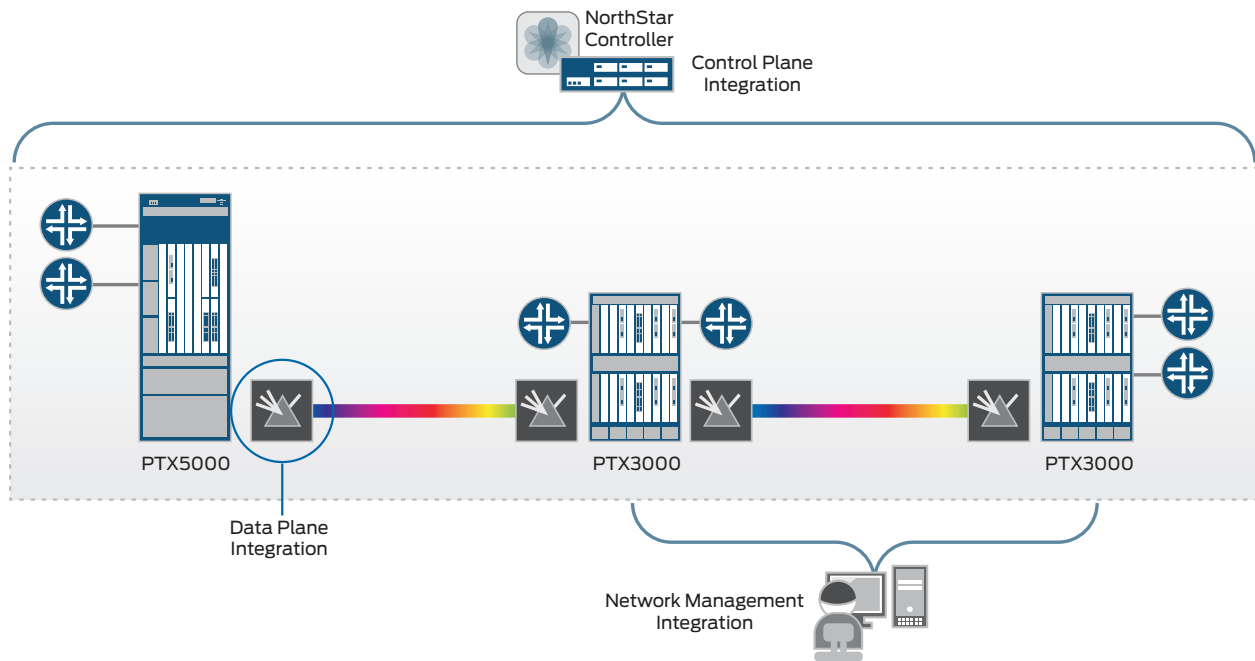 NorthStar
Controller
Control Plane
Integration
PTX5000
PTX3000
PTX3000
Data Plane
Integration
Network Management
Integration